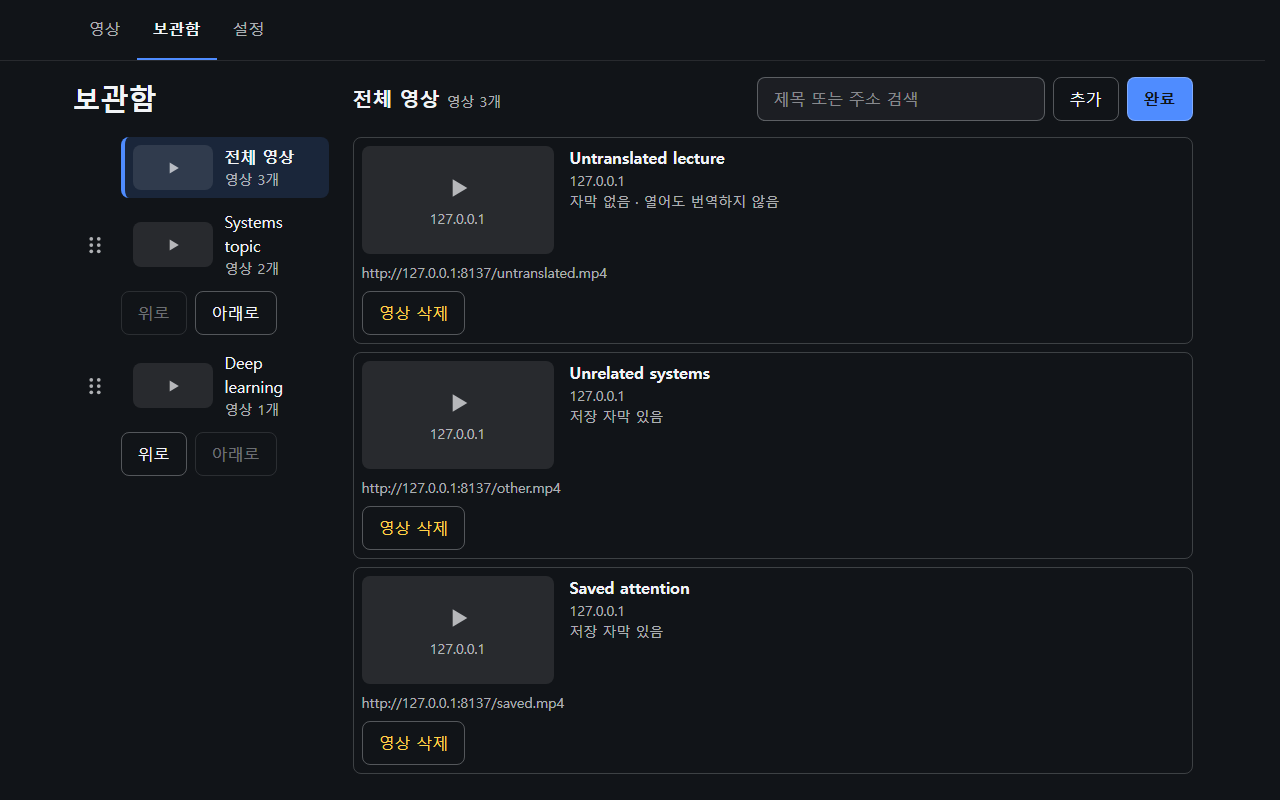 영상
보관함
설정
보관함
전체 영상 영상 3개
제목 또는 주소 검색
추가
완료
전체 영상
영상 3개
Systems
topic
영상 2개
위로
아래로
Deep
learning
영상 1개
위로
아래로
Untranslated lecture
127.0.0.1
자막 없음 · 열어도 번역하지 않음
127.0.0.1
http://127.0.0.1:8137/untranslated.mp4
영상 삭제
Unrelated systems
127.0.0.1
저장 자막 있음
127.0.0.1
http://127.0.0.1:8137/other.mp4
영상 삭제
Saved attention
127.0.0.1
저장 자막 있음
127.0.0.1
http://127.0.0.1:8137/saved.mp4
영상 삭제